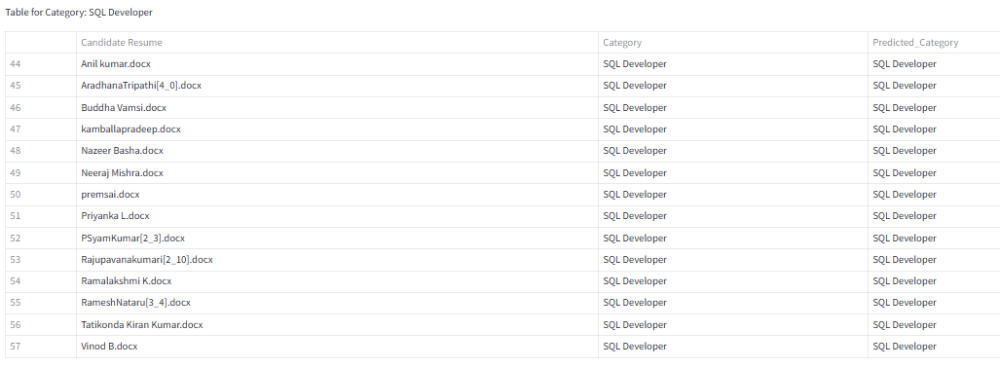 Table for Category: SQL Developer
Candidate Resume Category Predicted_Category
44 Anil kumar.docx SQL Developer SQL Developer
45 AradhanaTripathi[4_0].docx SQL Developer SQL Developer
46 Buddha Vamsi.docx SQL Developer SQL Developer
47 kamballapradeep.docx SQL Developer SQL Developer
48 Nazeer Basha.docx SQL Developer SQL Developer
49 Neeraj Mishra.docx SQL Developer SQL Developer
50 premsai.docx SQL Developer SQL Developer
51 Priyanka L.docx SQL Developer SQL Developer
52 PSyamKumar[2_3].docx SQL Developer SQL Developer
53 Rajupavanakumari[2_10].docx SQL Developer SQL Developer
54 Ramalakshmi K.docx SQL Developer SQL Developer
55 RameshNataru[3_4].docx SQL Developer SQL Developer
56 Tatikonda Kiran Kumar.docx SQL Developer SQL Developer
57 Vinod B.docx SQL Developer SQL Developer